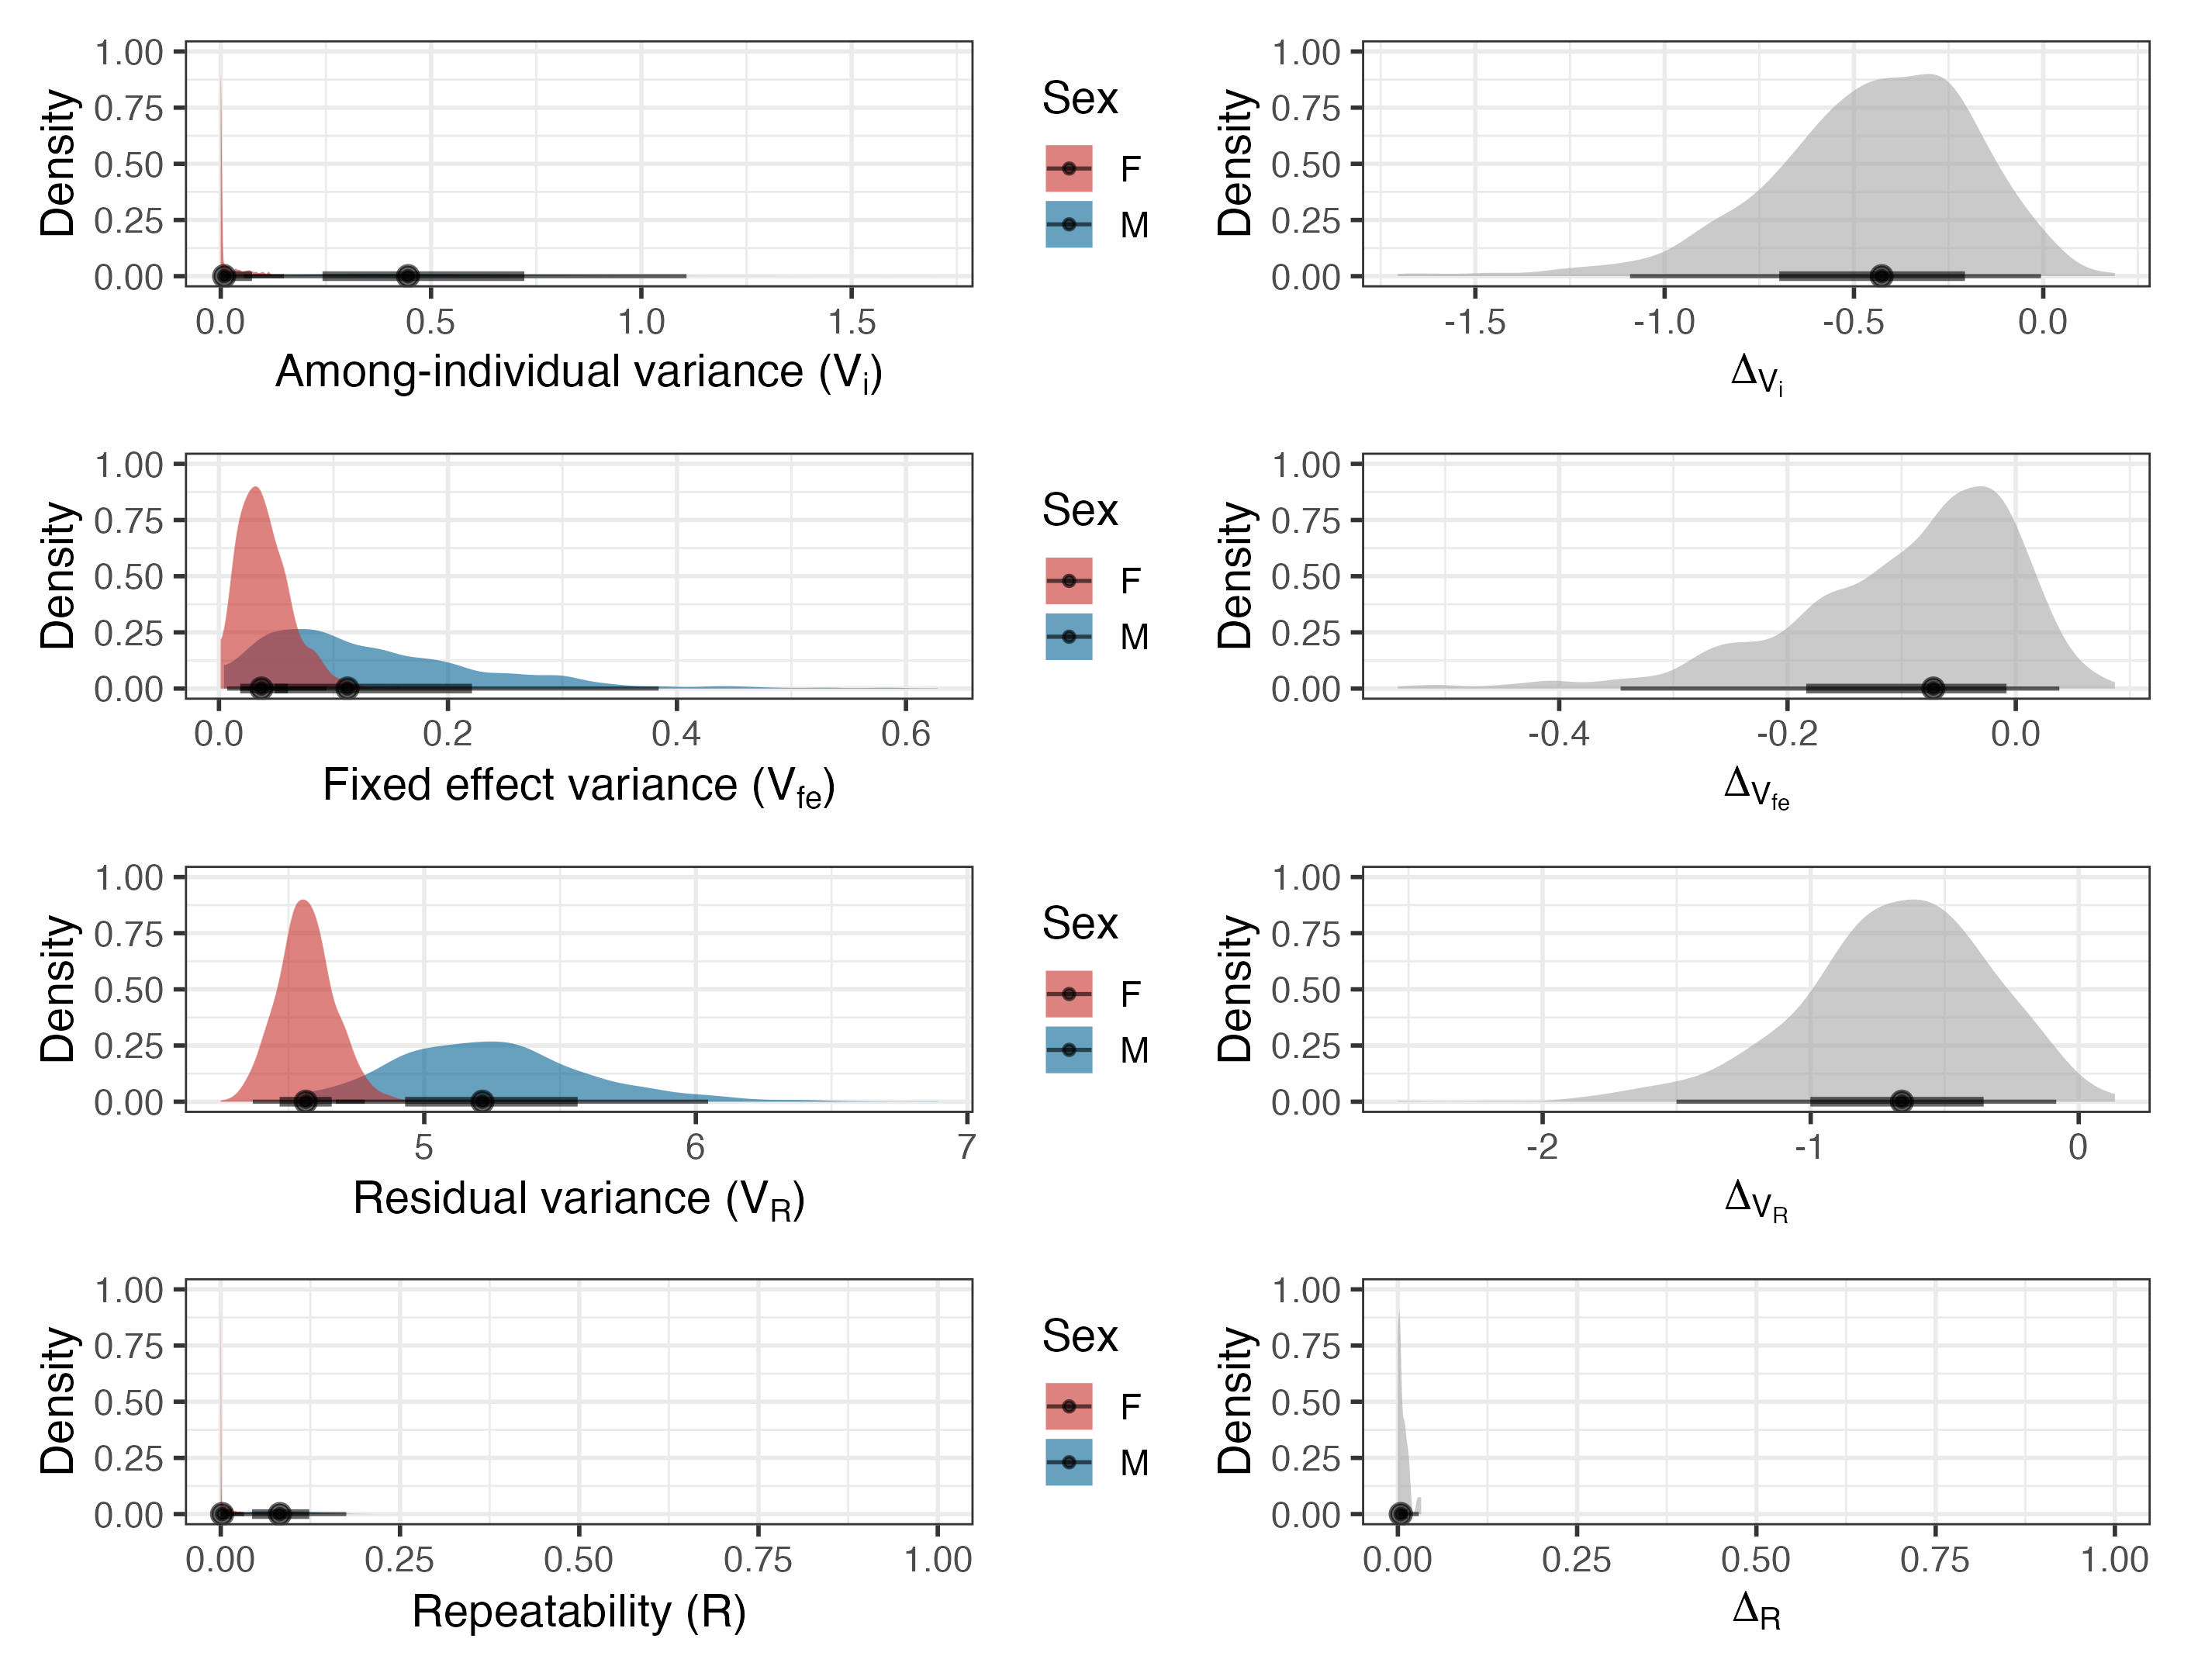 Density
1.00
0.75
0.50
0.25
0.00
0.0 0.5 1.0 1.5
Among-individual variance (Vi)
Sex
F
M
Density
1.00
0.75
0.50
0.25
0.00
-1.5 -1.0 -0.5 0.0
ΔVi
Density
1.00
0.75
0.50
0.25
0.00
0.0 0.2 0.4 0.6
Fixed effect variance (Vfe)
Sex
F
M
Density
1.00
0.75
0.50
0.25
0.00
-0.4 -0.2 0.0
ΔVfe
Density
1.00
0.75
0.50
0.25
0.00
5 6 7
Residual variance (VR)
Sex
F
M
Density
1.00
0.75
0.50
0.25
0.00
-2 -1 0
ΔVR
Density
1.00
0.75
0.50
0.25
0.00
0.00 0.25 0.50 0.75 1.00
Repeatability (R)
Sex
F
M
Density
1.00
0.75
0.50
0.25
0.00
0.00 0.25 0.50 0.75 1.00
ΔR